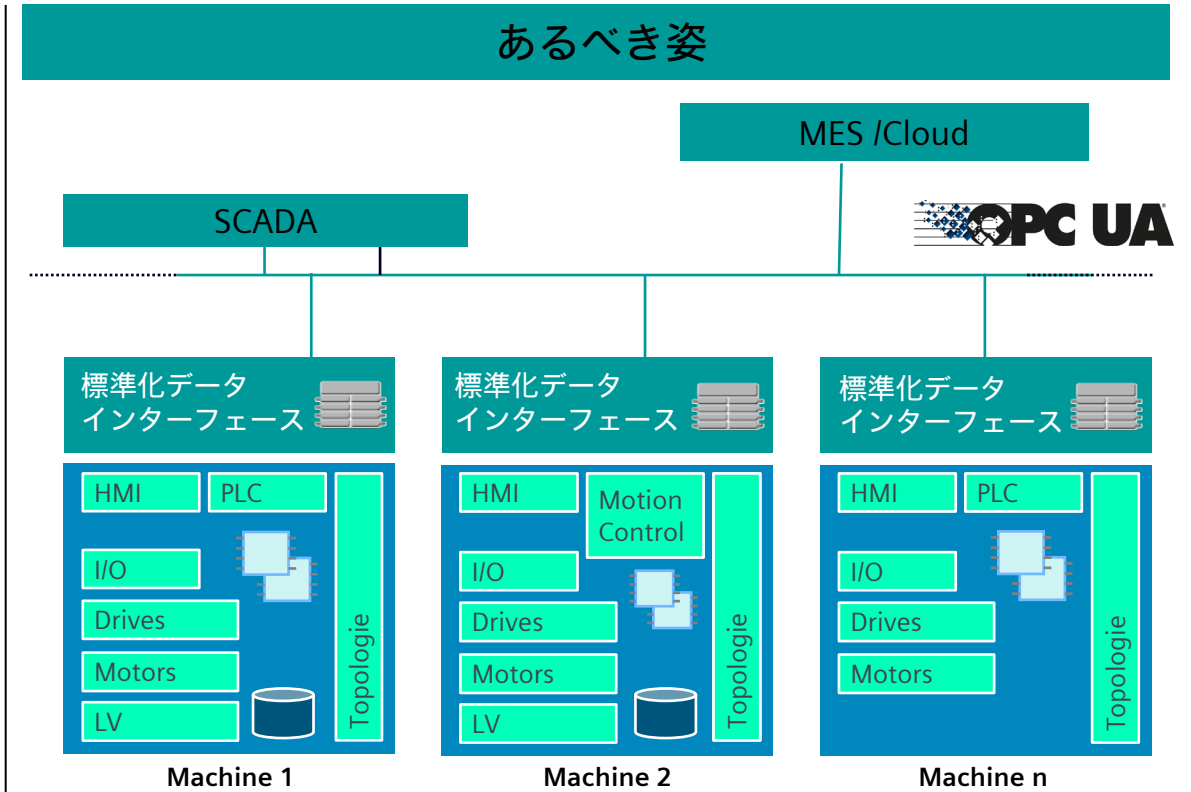 あるべき姿
MES /Cloud
SCADA
OPC UA
標準化データ
インターフェース
標準化データ
インターフェース
標準化データ
インターフェース
HMI
PLC
I/O
Drives
Motors
LV
Topologie
Machine 1
HMI
Motion
Control
I/O
Drives
Motors
LV
Topologie
Machine 2
HMI
PLC
I/O
Drives
Motors
Topologie
Machine n